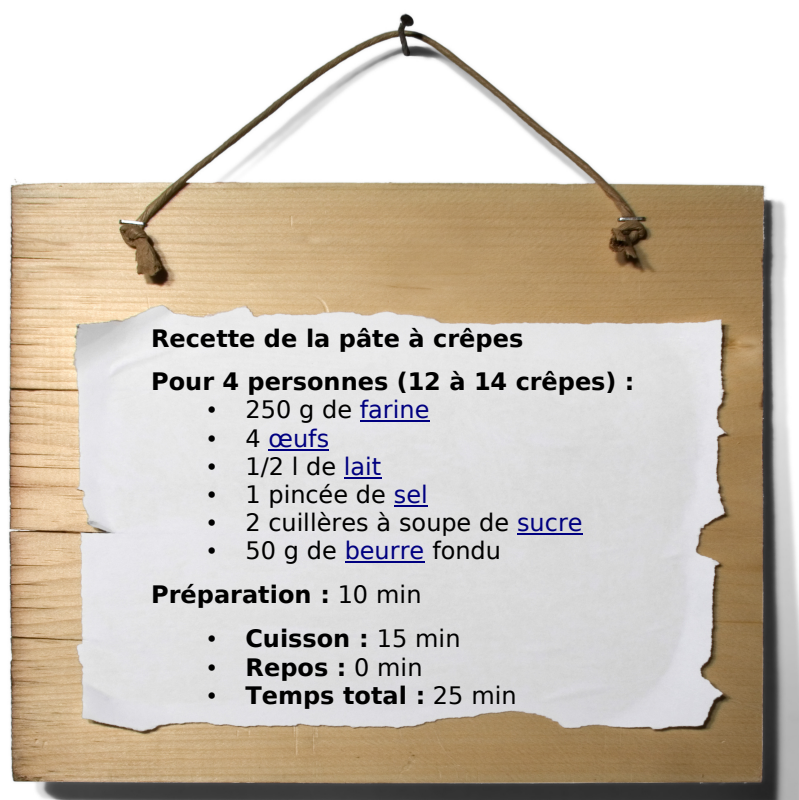 Recette de la pâte à crêpes
Pour 4 personnes (12 à 14 crêpes) :
• 250 g de farine
• 4 œufs
• 1/2 l de lait
• 1 pincée de sel
• 2 cuillères à soupe de sucre
• 50 g de beurre fondu
Préparation : 10 min
• Cuisson : 15 min
• Repos : 0 min
• Temps total : 25 min